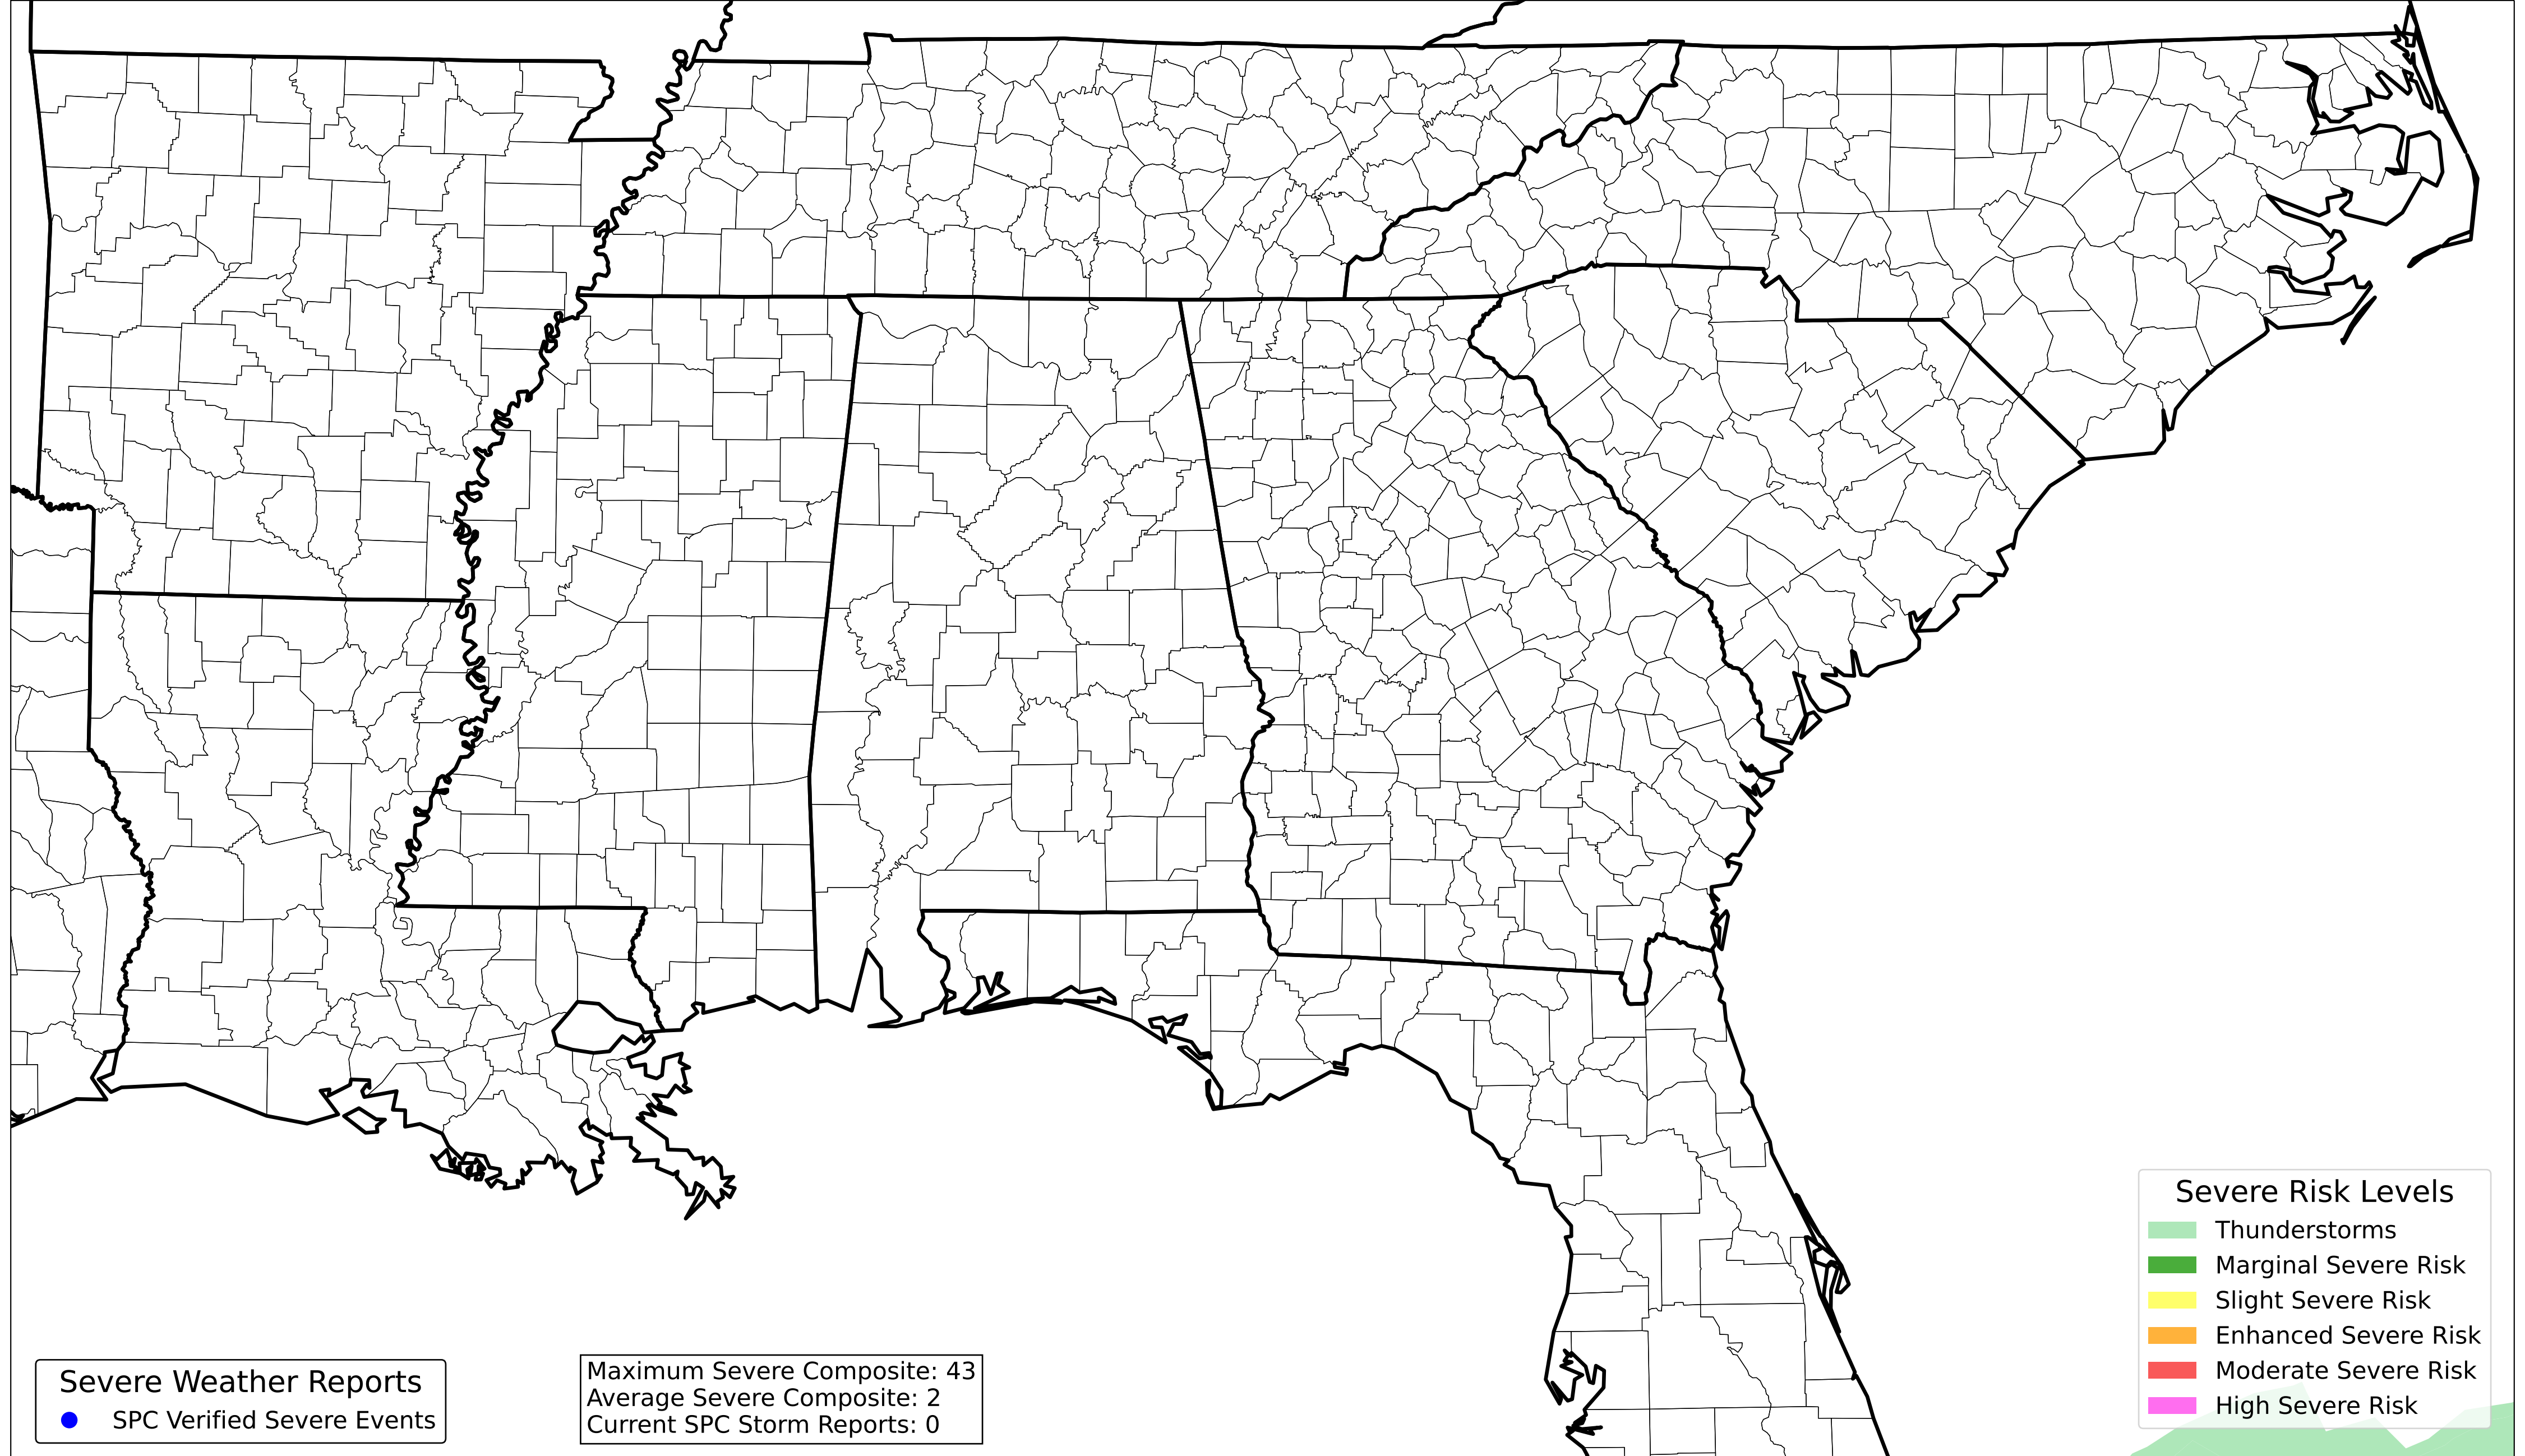 Severe Weather Reports
SPC Verified Severe Events
Maximum Severe Composite: 43
Average Severe Composite: 2
Current SPC Storm Reports: 0
Severe Risk Levels
Thunderstorms
Marginal Severe Risk
Slight Severe Risk
Enhanced Severe Risk
Moderate Severe Risk
High Severe Risk